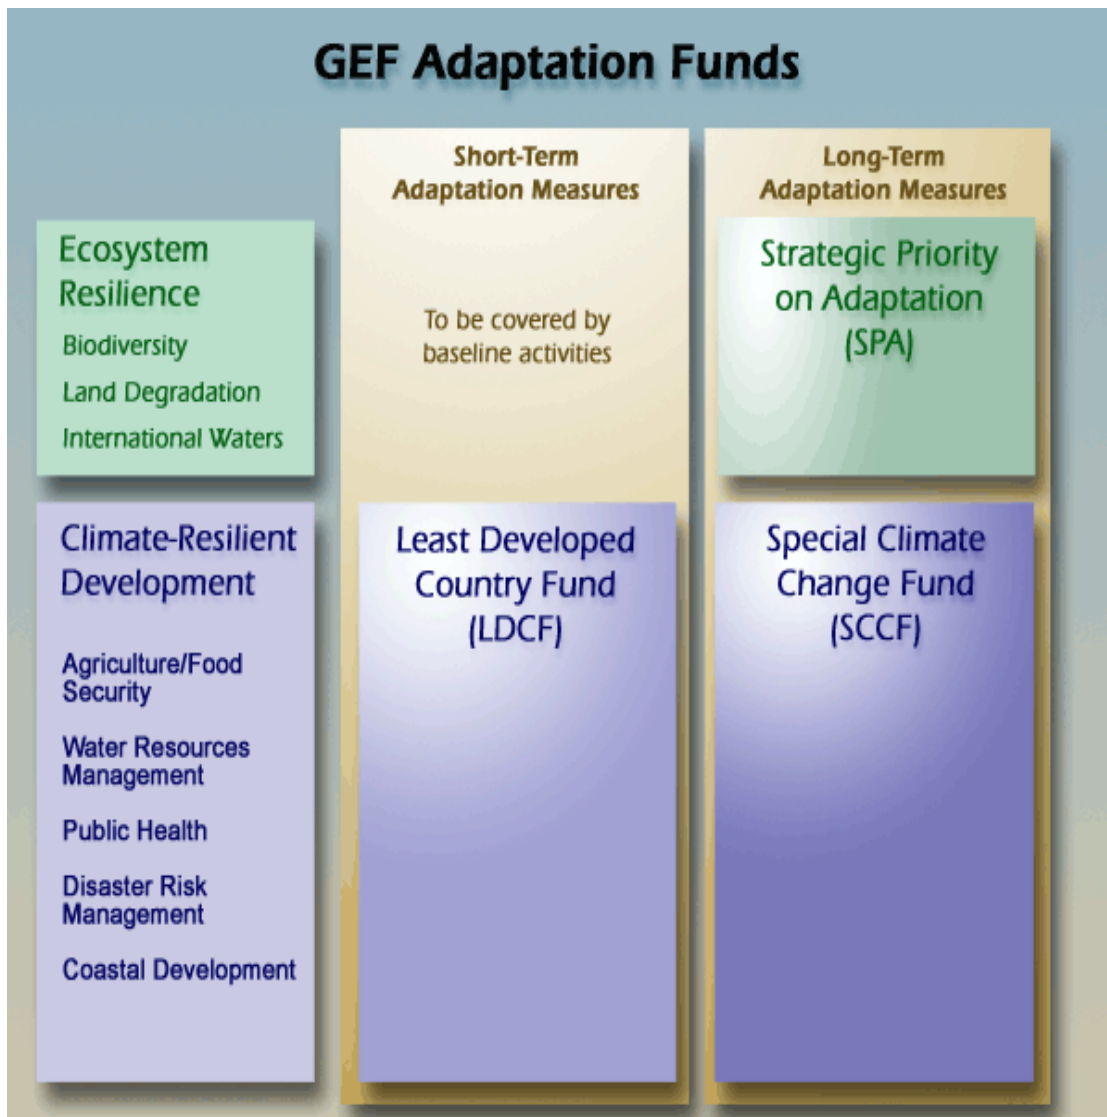 GEF Adaptation Funds
Short-Term
Adaptation Measures
Long-Term
Adaptation Measures
Ecosystem
Resilience
Biodiversity
Land Degradation
International Waters
To be covered by
baseline activities
Strategic Priority
on Adaptation
(SPA)
Climate-Resilient
Development
Agriculture/Food
Security
Water Resources
Management
Public Health
Disaster Risk
Management
Coastal Development
Least Developed
Country Fund
(LDCF)
Special Climate
Change Fund
(SCCF)